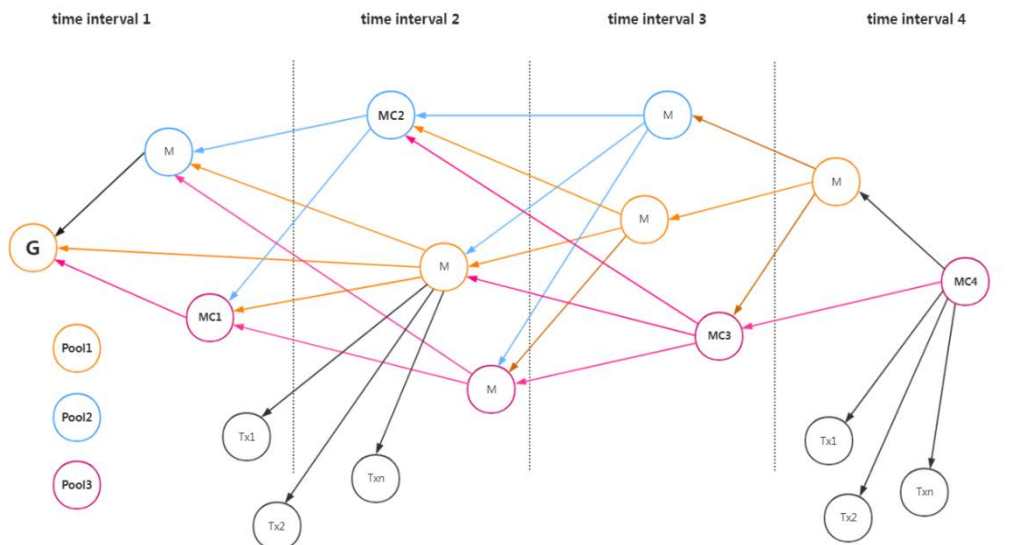 time interval 1
time interval 2
time interval 3
time interval 4
MC2
M
M
M
M
G
M
MC4
MC1
MC3
Pool1
M
Pool2
Tx1
Tx1
Pool3
Txn
Txn
Tx2
Tx2